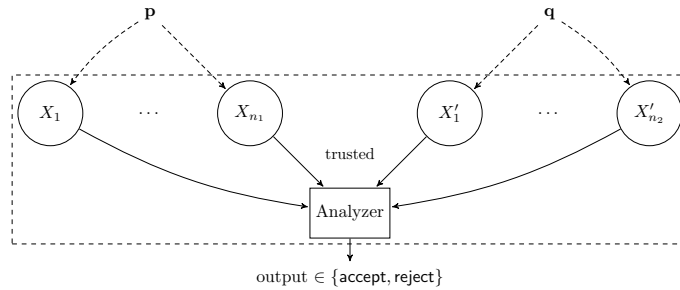 p q
X₁ ⋯ Xₙ₁ X′₁ ⋯ X′ₙ₂
trusted
Analyzer
output ∈ {accept, reject}